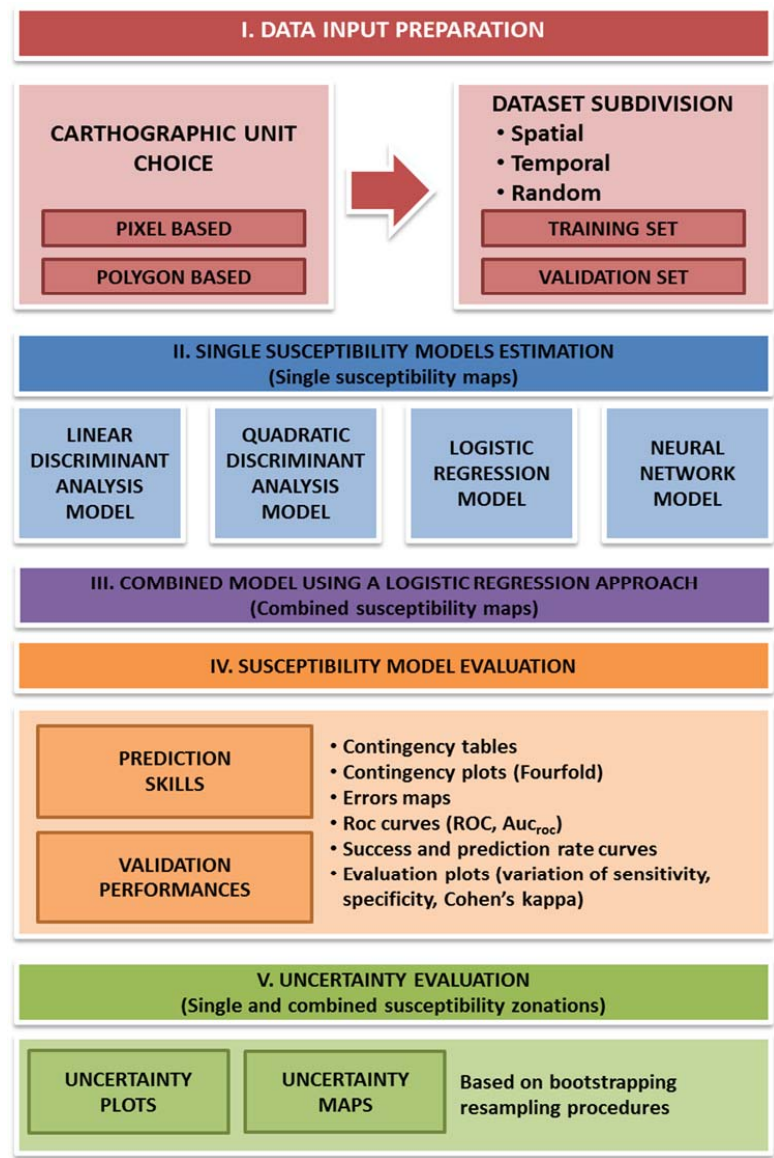 I. DATA INPUT PREPARATION
CARTHOGRAPHIC UNIT
CHOICE
PIXEL BASED
POLYGON BASED
DATASET SUBDIVISION
• Spatial
• Temporal
• Random
TRAINING SET
VALIDATION SET
II. SINGLE SUSCEPTIBILITY MODELS ESTIMATION
(Single susceptibility maps)
LINEAR
DISCRIMINANT
ANALYSIS
MODEL
QUADRATIC
DISCRIMINANT
ANALYSIS
MODEL
LOGISTIC
REGRESSION
MODEL
NEURAL
NETWORK
MODEL
III. COMBINED MODEL USING A LOGISTIC REGRESSION APPROACH
(Combined susceptibility maps)
IV. SUSCEPTIBILITY MODEL EVALUATION
PREDICTION
SKILLS
VALIDATION
PERFORMANCES
• Contingency tables
• Contingency plots (Fourfold)
• Errors maps
• Roc curves (ROC, Aucroc)
• Success and prediction rate curves
• Evaluation plots (variation of sensitivity,
specificity, Cohen’s kappa)
V. UNCERTAINTY EVALUATION
(Single and combined susceptibility zonations)
UNCERTAINTY
PLOTS
UNCERTAINTY
MAPS
Based on bootstrapping
resampling procedures